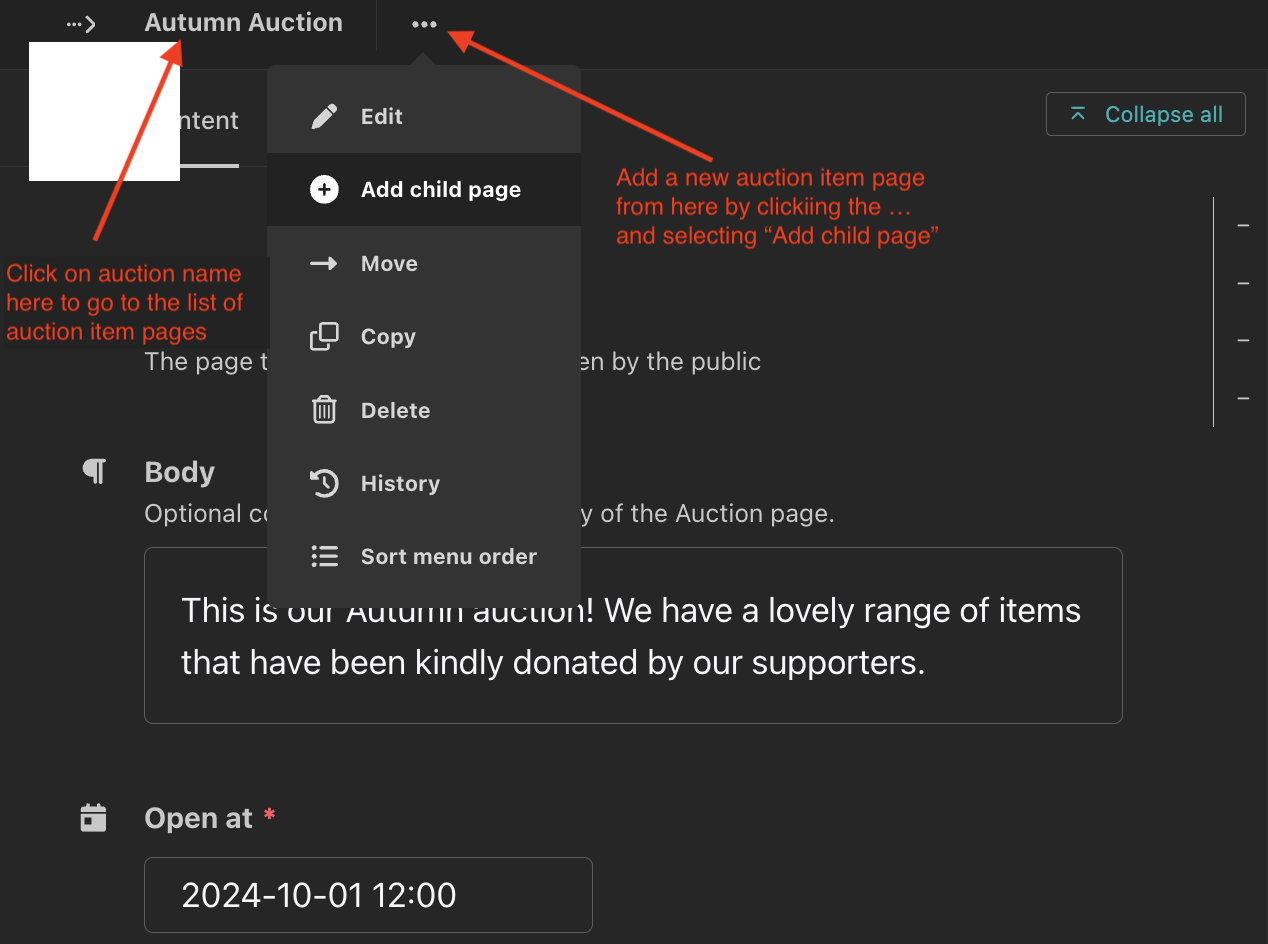 Autumn Auction
Edit
ntent
Collapse all
Add child page
Add a new auction item page
from here by clickiing the …
and selecting “Add child page”
Move
Click on auction name
here to go to the list of
auction item pages
Copy
The page t en by the public
Delete
Body
History
Optional co y of the Auction page.
Sort menu order
This is our Autumn auction! We have a lovely range of items
that have been kindly donated by our supporters.
Open at *
2024-10-01 12:00